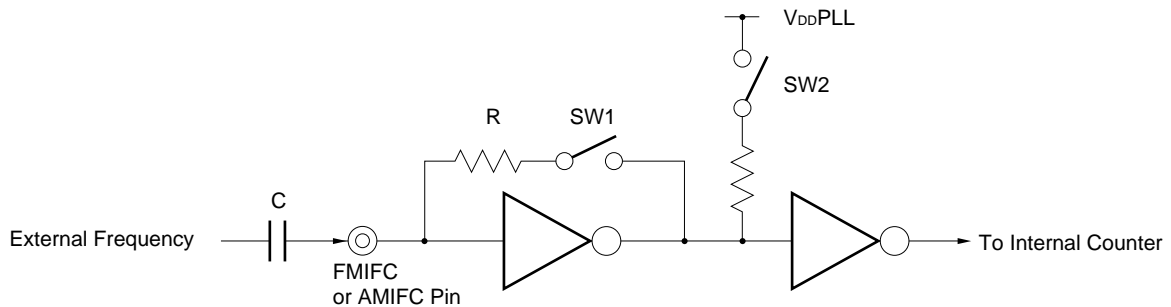 VDDPLL
SW2
R
SW1
C
External Frequency
FMIFC
or AMIFC Pin
To Internal Counter